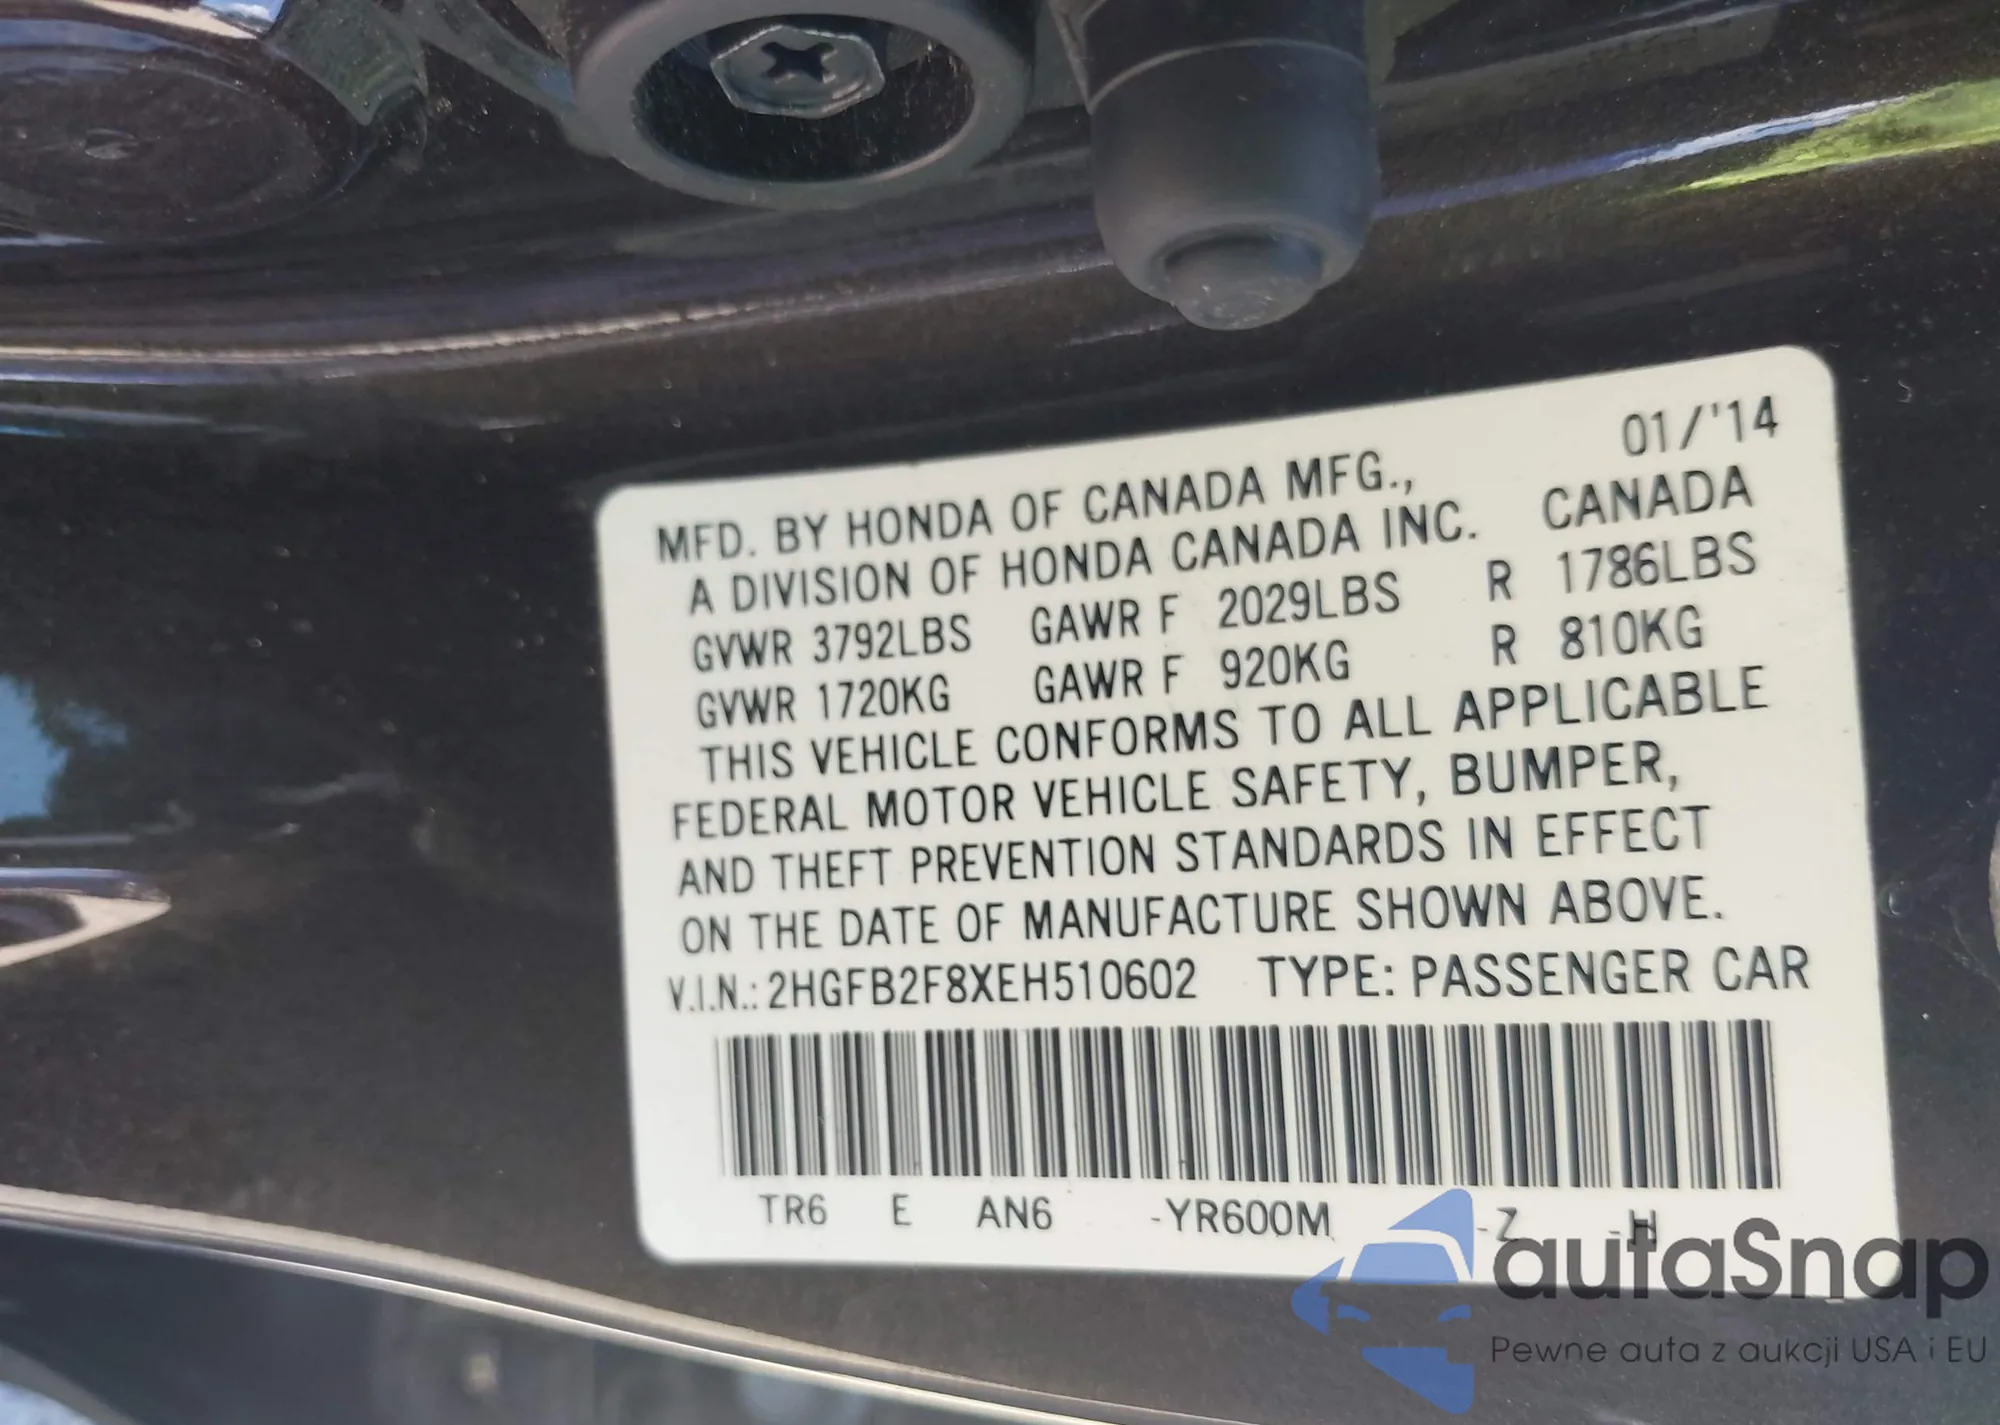 01/'14
MFD. BY HONDA OF CANADA MFG.,
A DIVISION OF HONDA CANADA INC. CANADA
GVWR 3792LBS GAWR F 2029LBS R 1786LBS
GVWR 1720KG GAWR F 920KG R 810KG
THIS VEHICLE CONFORMS TO ALL APPLICABLE
FEDERAL MOTOR VEHICLE SAFETY, BUMPER,
AND THEFT PREVENTION STANDARDS IN EFFECT
ON THE DATE OF MANUFACTURE SHOWN ABOVE.
V.I.N.: 2HGFB2F8XEH510602 TYPE: PASSENGER CAR
TR6 E AN6 -YR600M -Z -H
autaSnap
Pewne auta z aukcji USA i EU